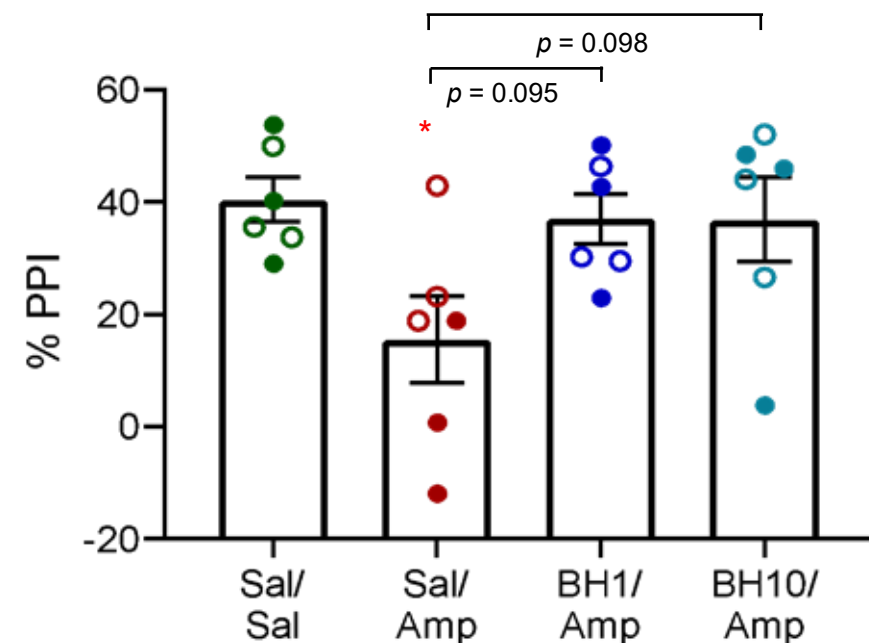 p = 0.098
p = 0.095
*
60
40
20
0
-20
% PPI
Sal/
Sal
Sal/
Amp
BH1/
Amp
BH10/
Amp